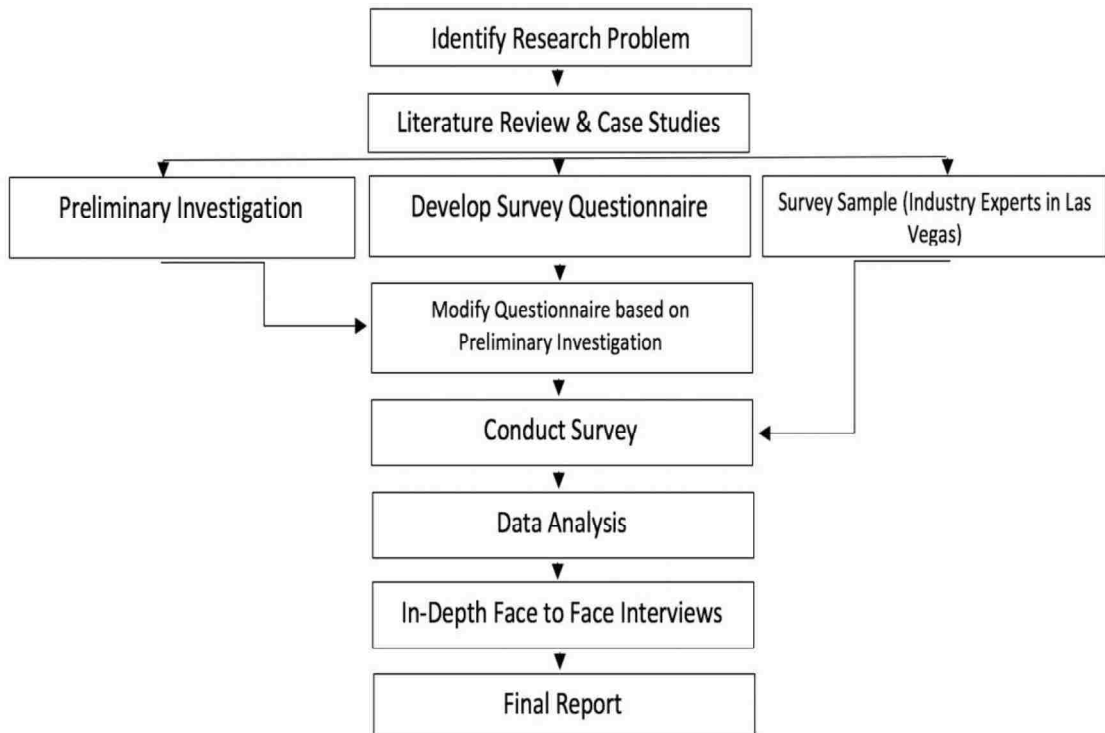 Identify Research Problem
Literature Review & Case Studies
Preliminary Investigation
Develop Survey Questionnaire
Survey Sample (Industry Experts in Las
Vegas)
Modify Questionnaire based on
Preliminary Investigation
Conduct Survey
Data Analysis
In-Depth Face to Face Interviews
Final Report